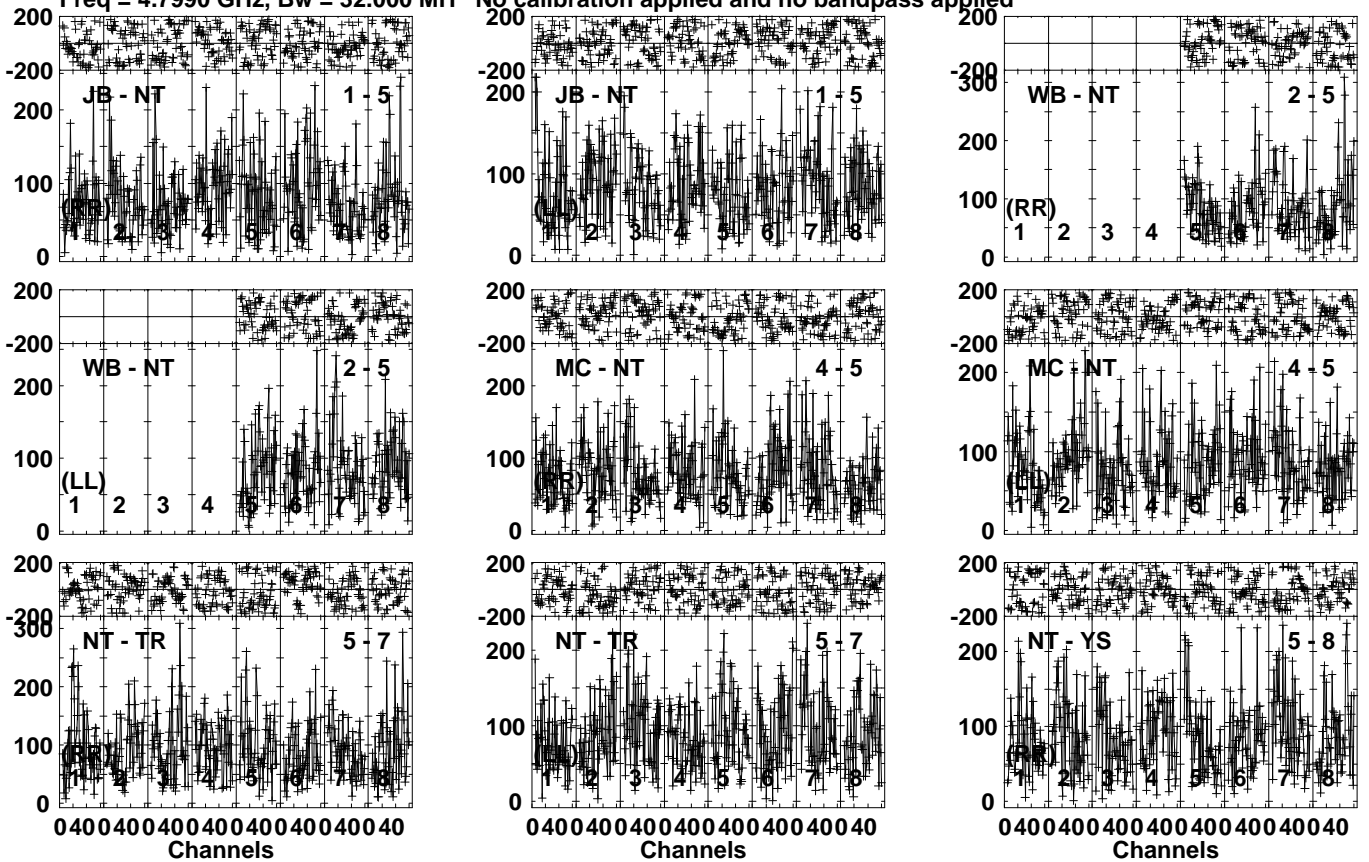 Freq = 4.7990 GHz, Bw = 32.000 MH No calibration applied and no bandpass applied
200 200 200
-200 -200 -200
JB - NT 1 - 5 JB - NT 1 - 5 WB - NT 2 - 5
200 200 300
200
100 100 100
(RR) (LL) (RR)
1 2 3 4 5 6 7 8 1 2 3 4 5 6 7 8 1 2 3 4 5 6 7 8
0 0 0
200 200 200
-200 -200 -200
WB - NT 2 - 5 MC - NT 4 - 5 MC - NT 4 - 5
200 200 200
100 100 100
(LL) (RR) (LL)
1 2 3 4 5 6 7 8 1 2 3 4 5 6 7 8 1 2 3 4 5 6 7 8
0 0 0
200 200 200
-200 -200 -200
300
NT - TR 5 - 7 NT - TR 5 - 7 NT - YS 5 - 8
200 200 200
100 100 100
(RR) (LL) (RR)
1 2 3 4 5 6 7 8 1 2 3 4 5 6 7 8 1 2 3 4 5 6 7 8
0 0 0
0 40 0 40 0 40 0 40 0 40 0 40 0 40 0 40 0 40 0 40 0 40 0 40 0 40 0 40 0 40 0 40 0 40 0 40 0 40 0 40 0 40 0 40 0 40 0 40
Channels Channels Channels